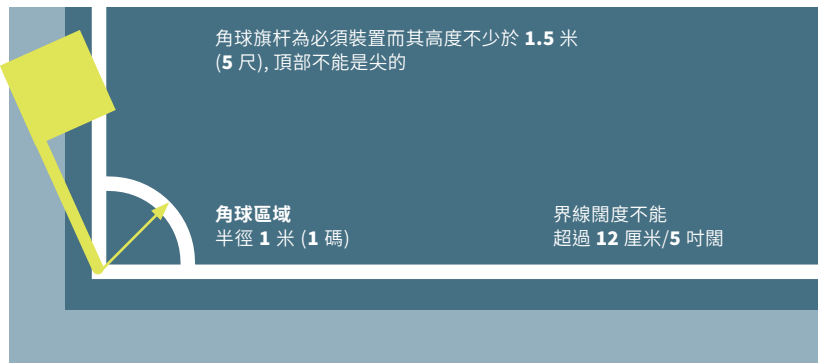 角球旗杆為必須裝置而其高度不少於 1.5 米
(5 尺), 頂部不能是尖的
角球區域
半徑 1 米 (1 碼)
界線闊度不能
超過 12 厘米/5 吋闊